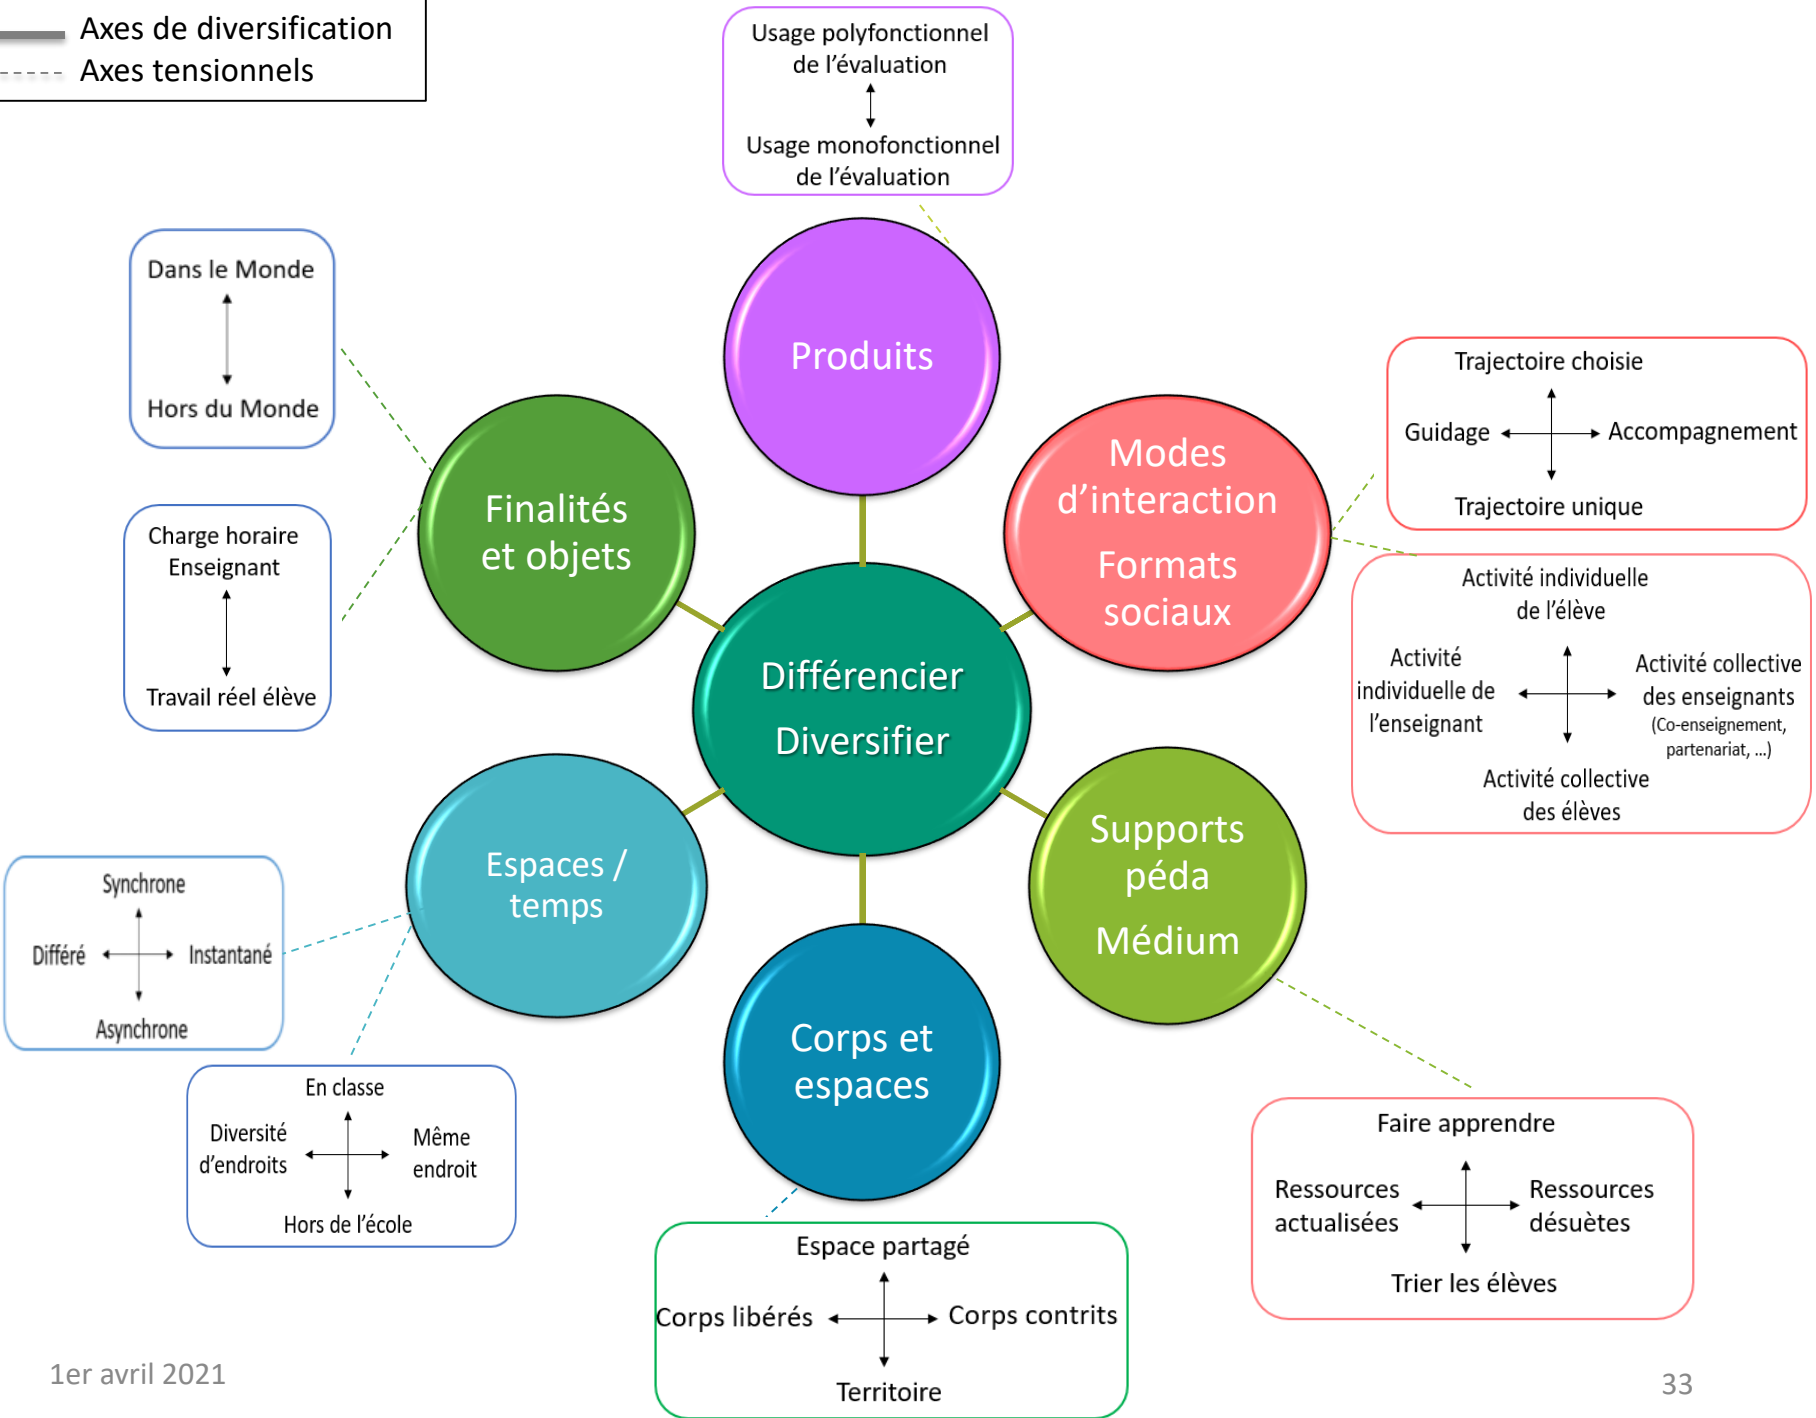 Axes de diversification
Axes tensionnels
Usage polyfonctionnel
de l'évaluation
Usage monofonctionnel
de l'évaluation
Dans le Monde
Hors du Monde
Produits
Trajectoire choisie
Guidage
Accompagnement
Trajectoire unique
Modes
d'interaction
Formats
sociaux
Finalités
et objets
Charge horaire
Enseignant
Travail réel élève
Activité individuelle
de l'élève
Activité
individuelle de
l'enseignant
Activité collective
des enseignants
(Co-enseignement,
partenariat, ...)
Activité collective
des élèves
Différencier
Diversifier
Supports
péda
Médium
Espaces /
temps
Synchrone
Différé
Instantané
Asynchrone
Corps et
espaces
En classe
Diversité
d'endroits
Même
endroit
Hors de l'école
Faire apprendre
Ressources
actualisées
Ressources
désuètes
Trier les élèves
Espace partagé
Corps libérés
Corps contrits
Territoire
1er avril 2021
33